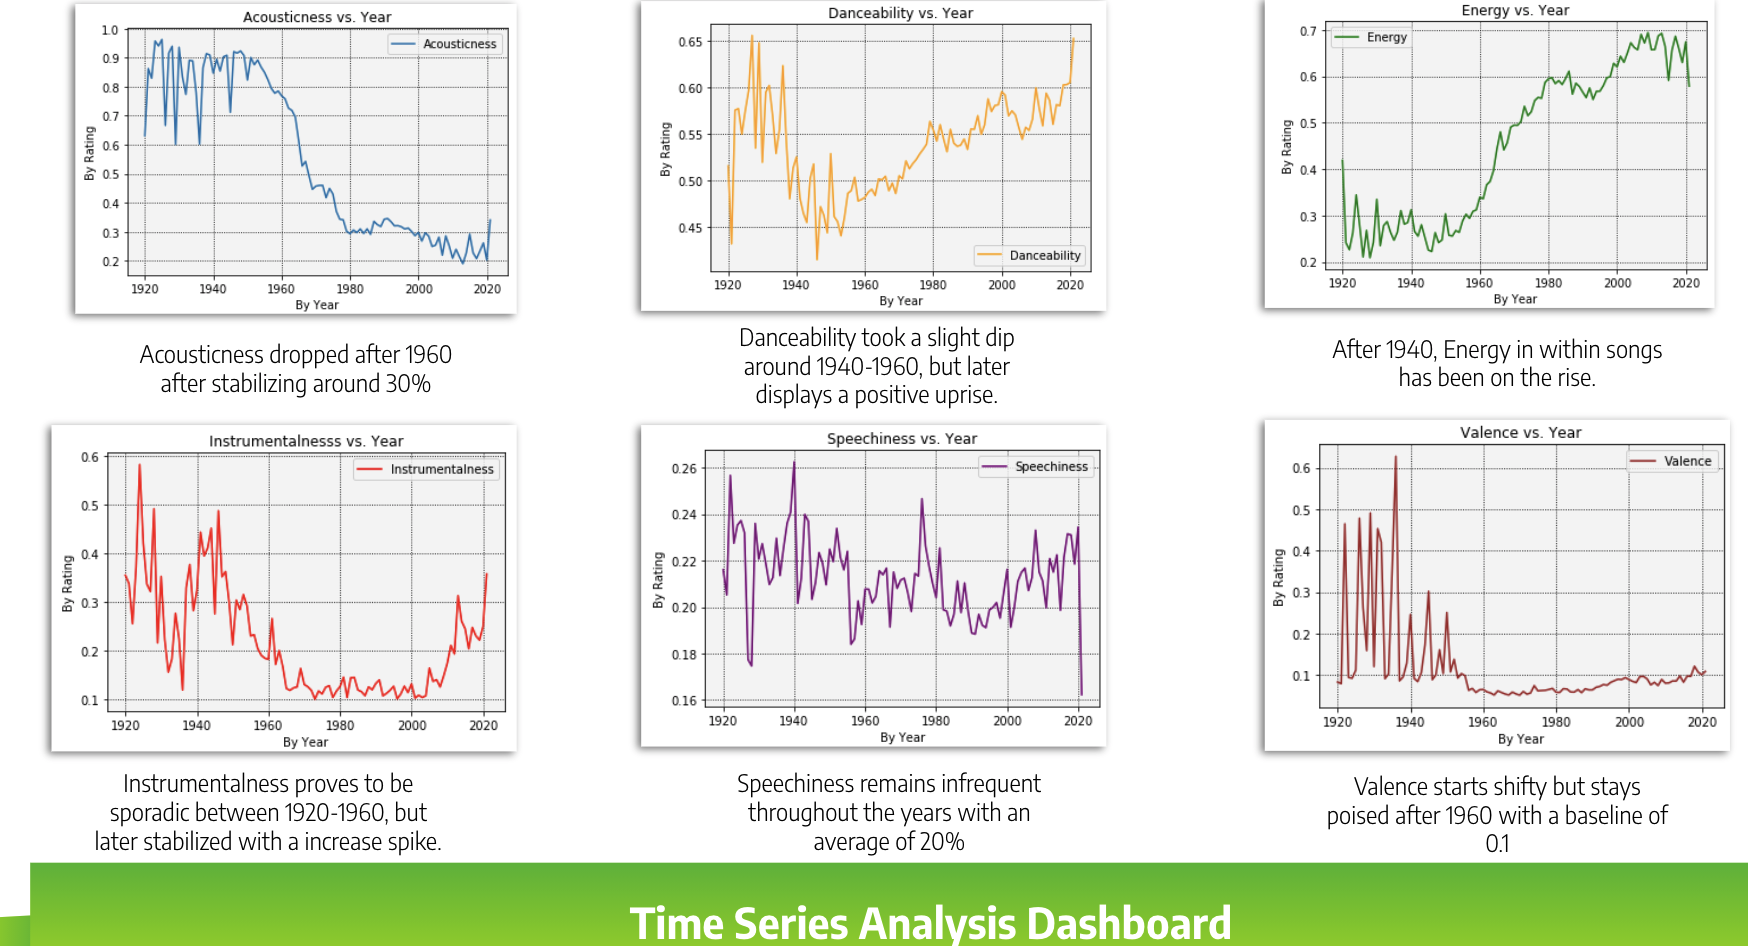 Acousticness vs. Year
1.0
0.9
0.8
0.7
0.6
0.5
0.4
0.3
0.2
By Rating
Acousticness
1920 1940 1960 1980 2000 2020
By Year
Acousticness dropped after 1960
after stabilizing around 30%
Danceability vs. Year
0.65
0.60
0.55
0.50
0.45
By Rating
Danceability
1920 1940 1960 1980 2000 2020
By Year
Danceability took a slight dip
around 1940-1960, but later
displays a positive uprise.
Energy vs. Year
0.7
0.6
0.5
0.4
0.3
0.2
By Rating
Energy
1920 1940 1960 1980 2000 2020
By Year
After 1940, Energy in within songs
has been on the rise.
Instrumentalnesss vs. Year
0.6
0.5
0.4
0.3
0.2
0.1
By Rating
Instrumentalness
1920 1940 1960 1980 2000 2020
By Year
Instrumentalness proves to be
sporadic between 1920-1960, but
later stabilized with a increase spike.
Speechiness vs. Year
0.26
0.24
0.22
0.20
0.18
0.16
By Rating
Speechiness
1920 1940 1960 1980 2000 2020
By Year
Speechiness remains infrequent
throughout the years with an
average of 20%
Valence vs. Year
0.6
0.5
0.4
0.3
0.2
0.1
By Rating
Valence
1920 1940 1960 1980 2000 2020
By Year
Valence starts shifty but stays
poised after 1960 with a baseline of
0.1
Time Series Analysis Dashboard